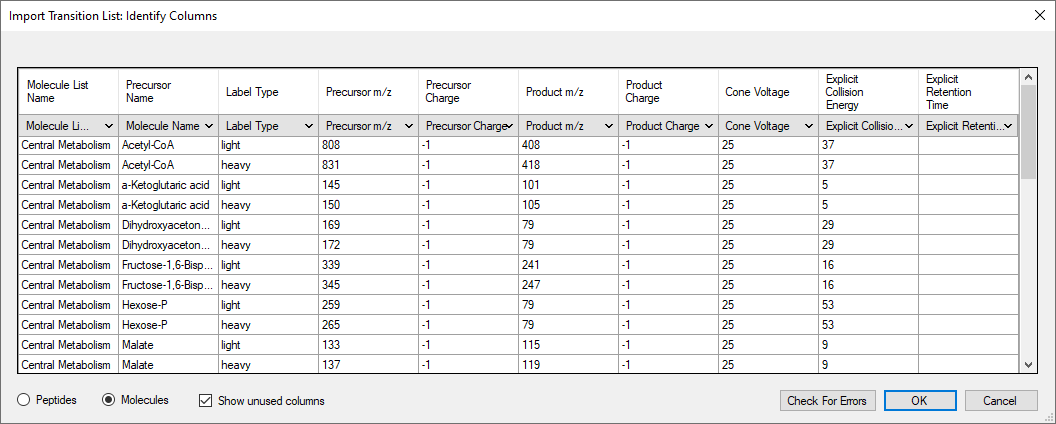 Import Transition List: Identify Columns
Molecule List Name Precursor Name Label Type Precursor m/z Precursor Charge Product m/z Product Charge Cone Voltage Explicit Collision Energy Explicit Retention Time
Molecule Li... Molecule Name Label Type Precursor m/z Precursor Charge Product m/z Product Charge Cone Voltage Explicit Collisio... Explicit Retenti...
Central Metabolism Acetyl-CoA light 808 -1 408 -1 25 37
Central Metabolism Acetyl-CoA heavy 831 -1 418 -1 25 37
Central Metabolism a-Ketoglutaric acid light 145 -1 101 -1 25 5
Central Metabolism a-Ketoglutaric acid heavy 150 -1 105 -1 25 5
Central Metabolism Dihydroxyaceton... light 169 -1 79 -1 25 29
Central Metabolism Dihydroxyaceton... heavy 172 -1 79 -1 25 29
Central Metabolism Fructose-1,6-Bisp... light 339 -1 241 -1 25 16
Central Metabolism Fructose-1,6-Bisp... heavy 345 -1 247 -1 25 16
Central Metabolism Hexose-P light 259 -1 79 -1 25 53
Central Metabolism Hexose-P heavy 265 -1 79 -1 25 53
Central Metabolism Malate light 133 -1 115 -1 25 9
Central Metabolism Malate heavy 137 -1 119 -1 25 9
Peptides Molecules Show unused columns Check For Errors OK Cancel